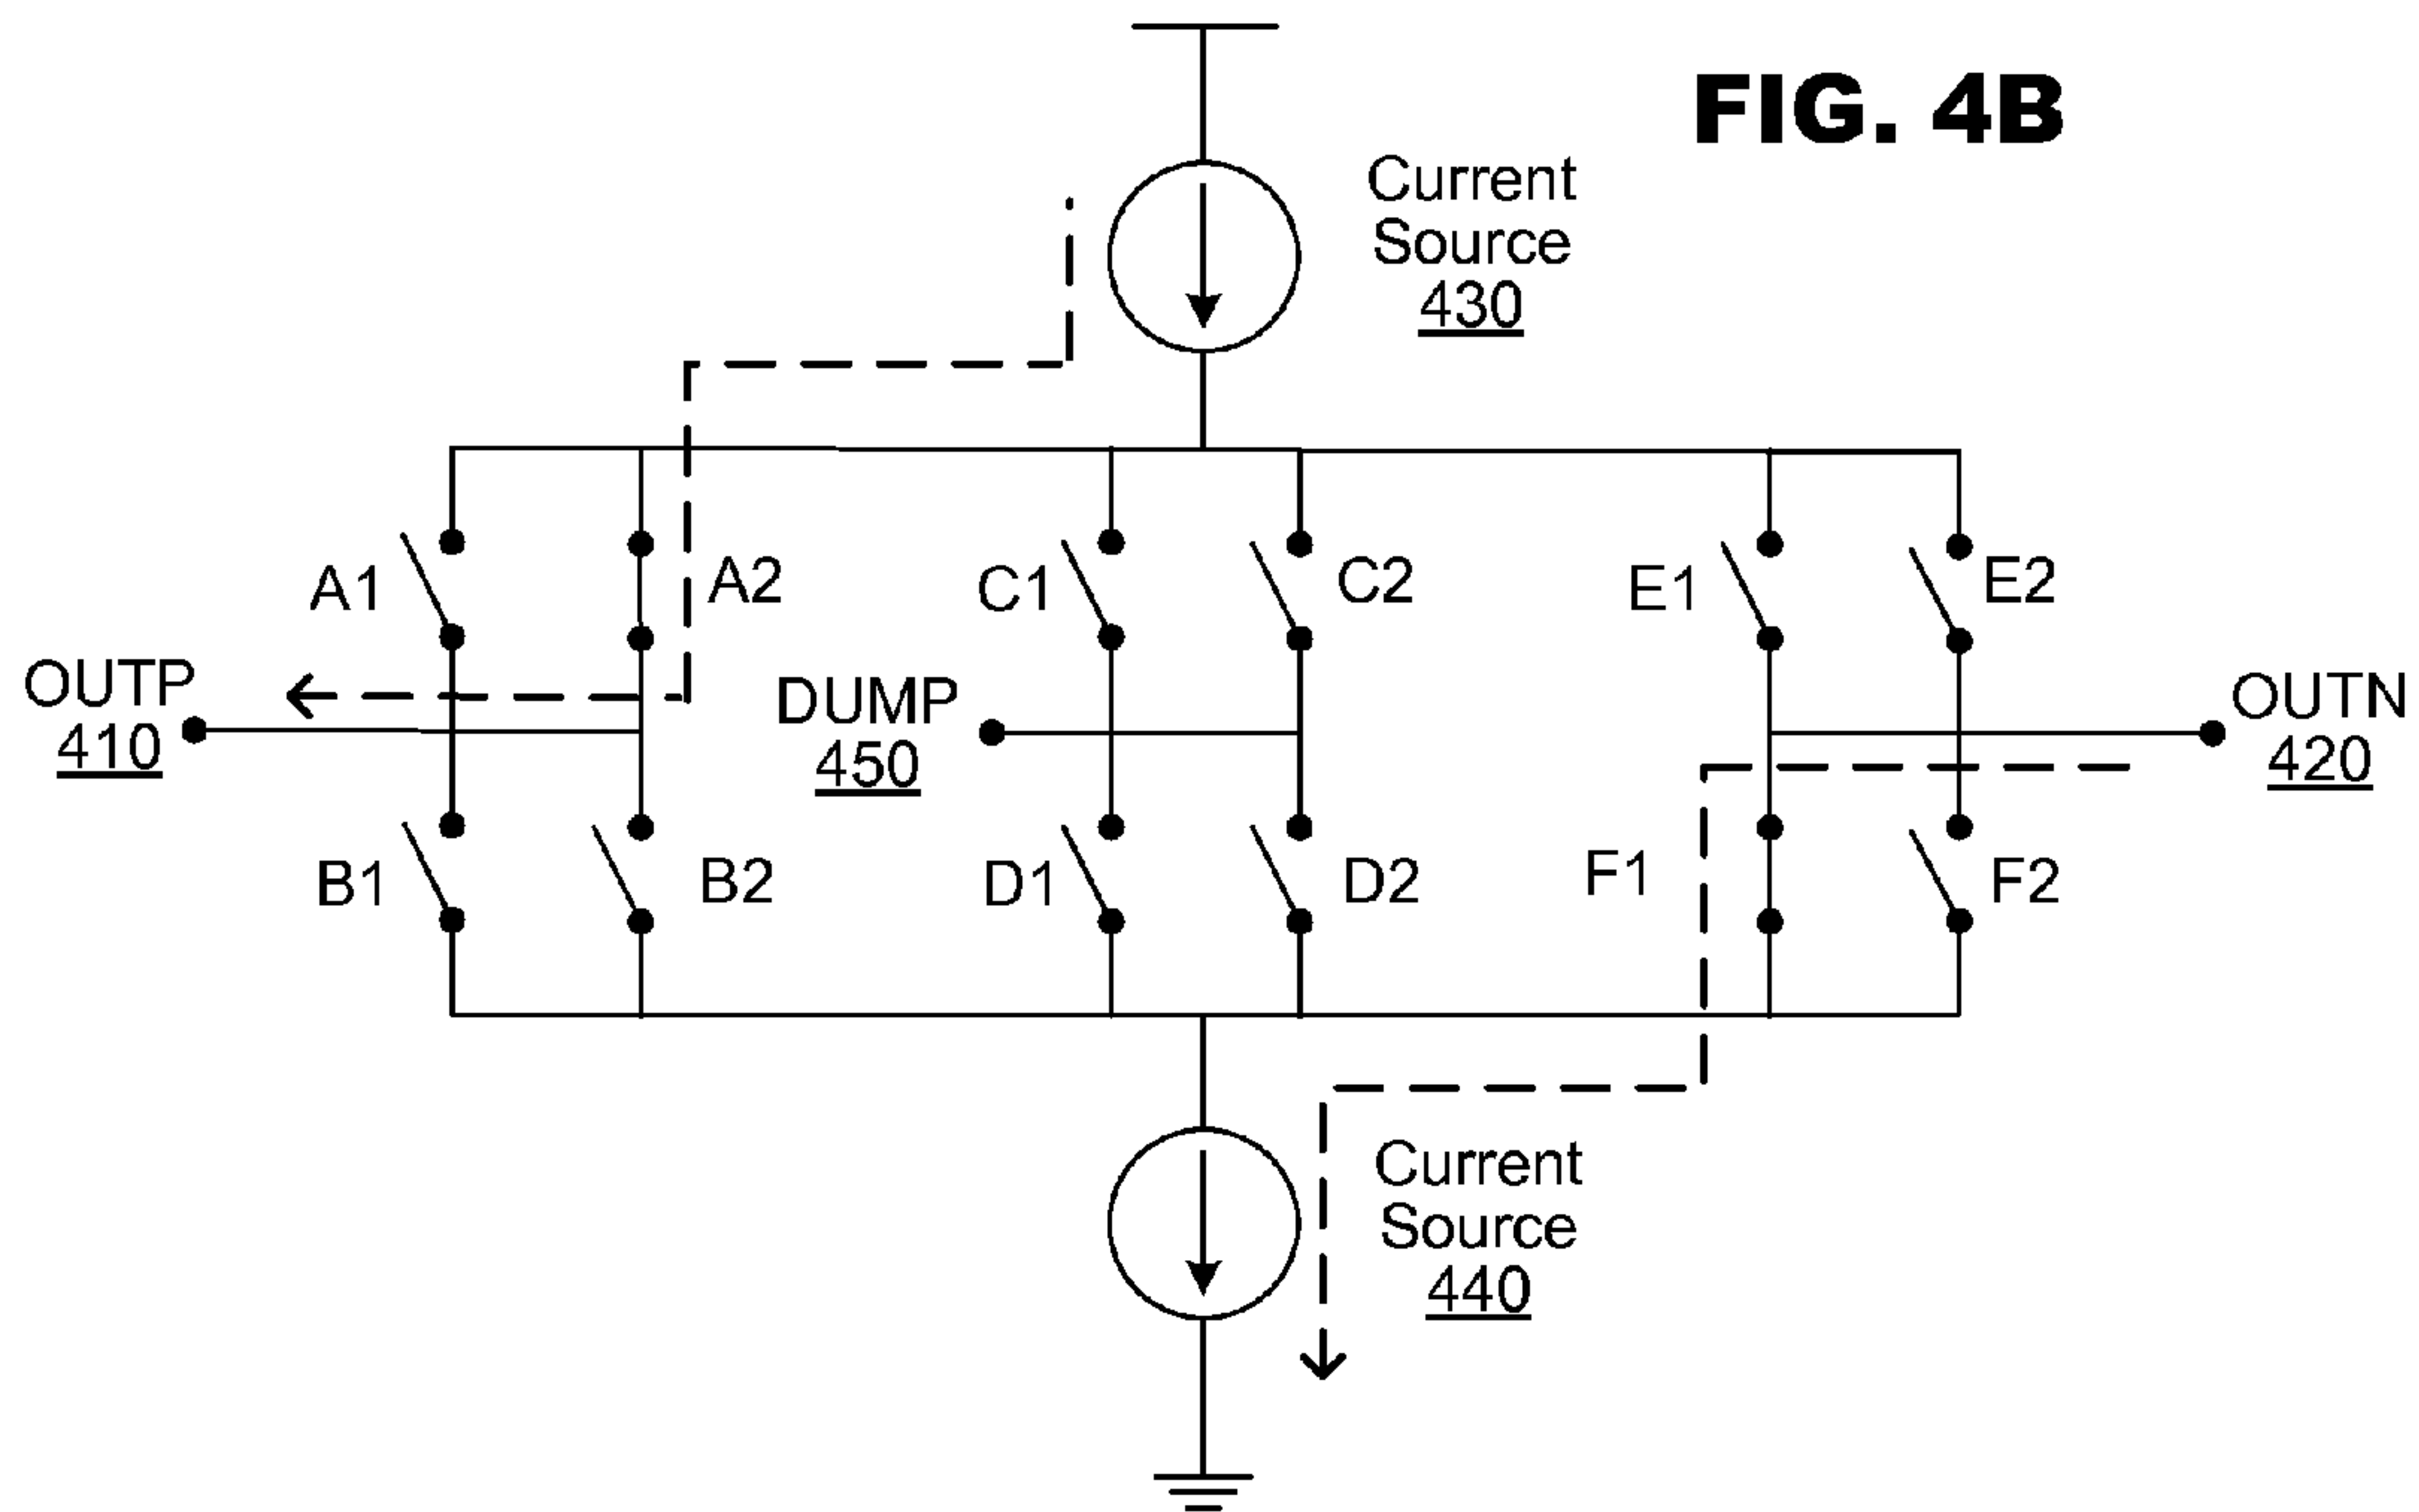 FIG. 4B
Current
Source
430
A1
A2
C1
C2
E1
E2
OUTP
410
DUMP
450
OUTN
420
B1
B2
D1
D2
F1
F2
Current
Source
440